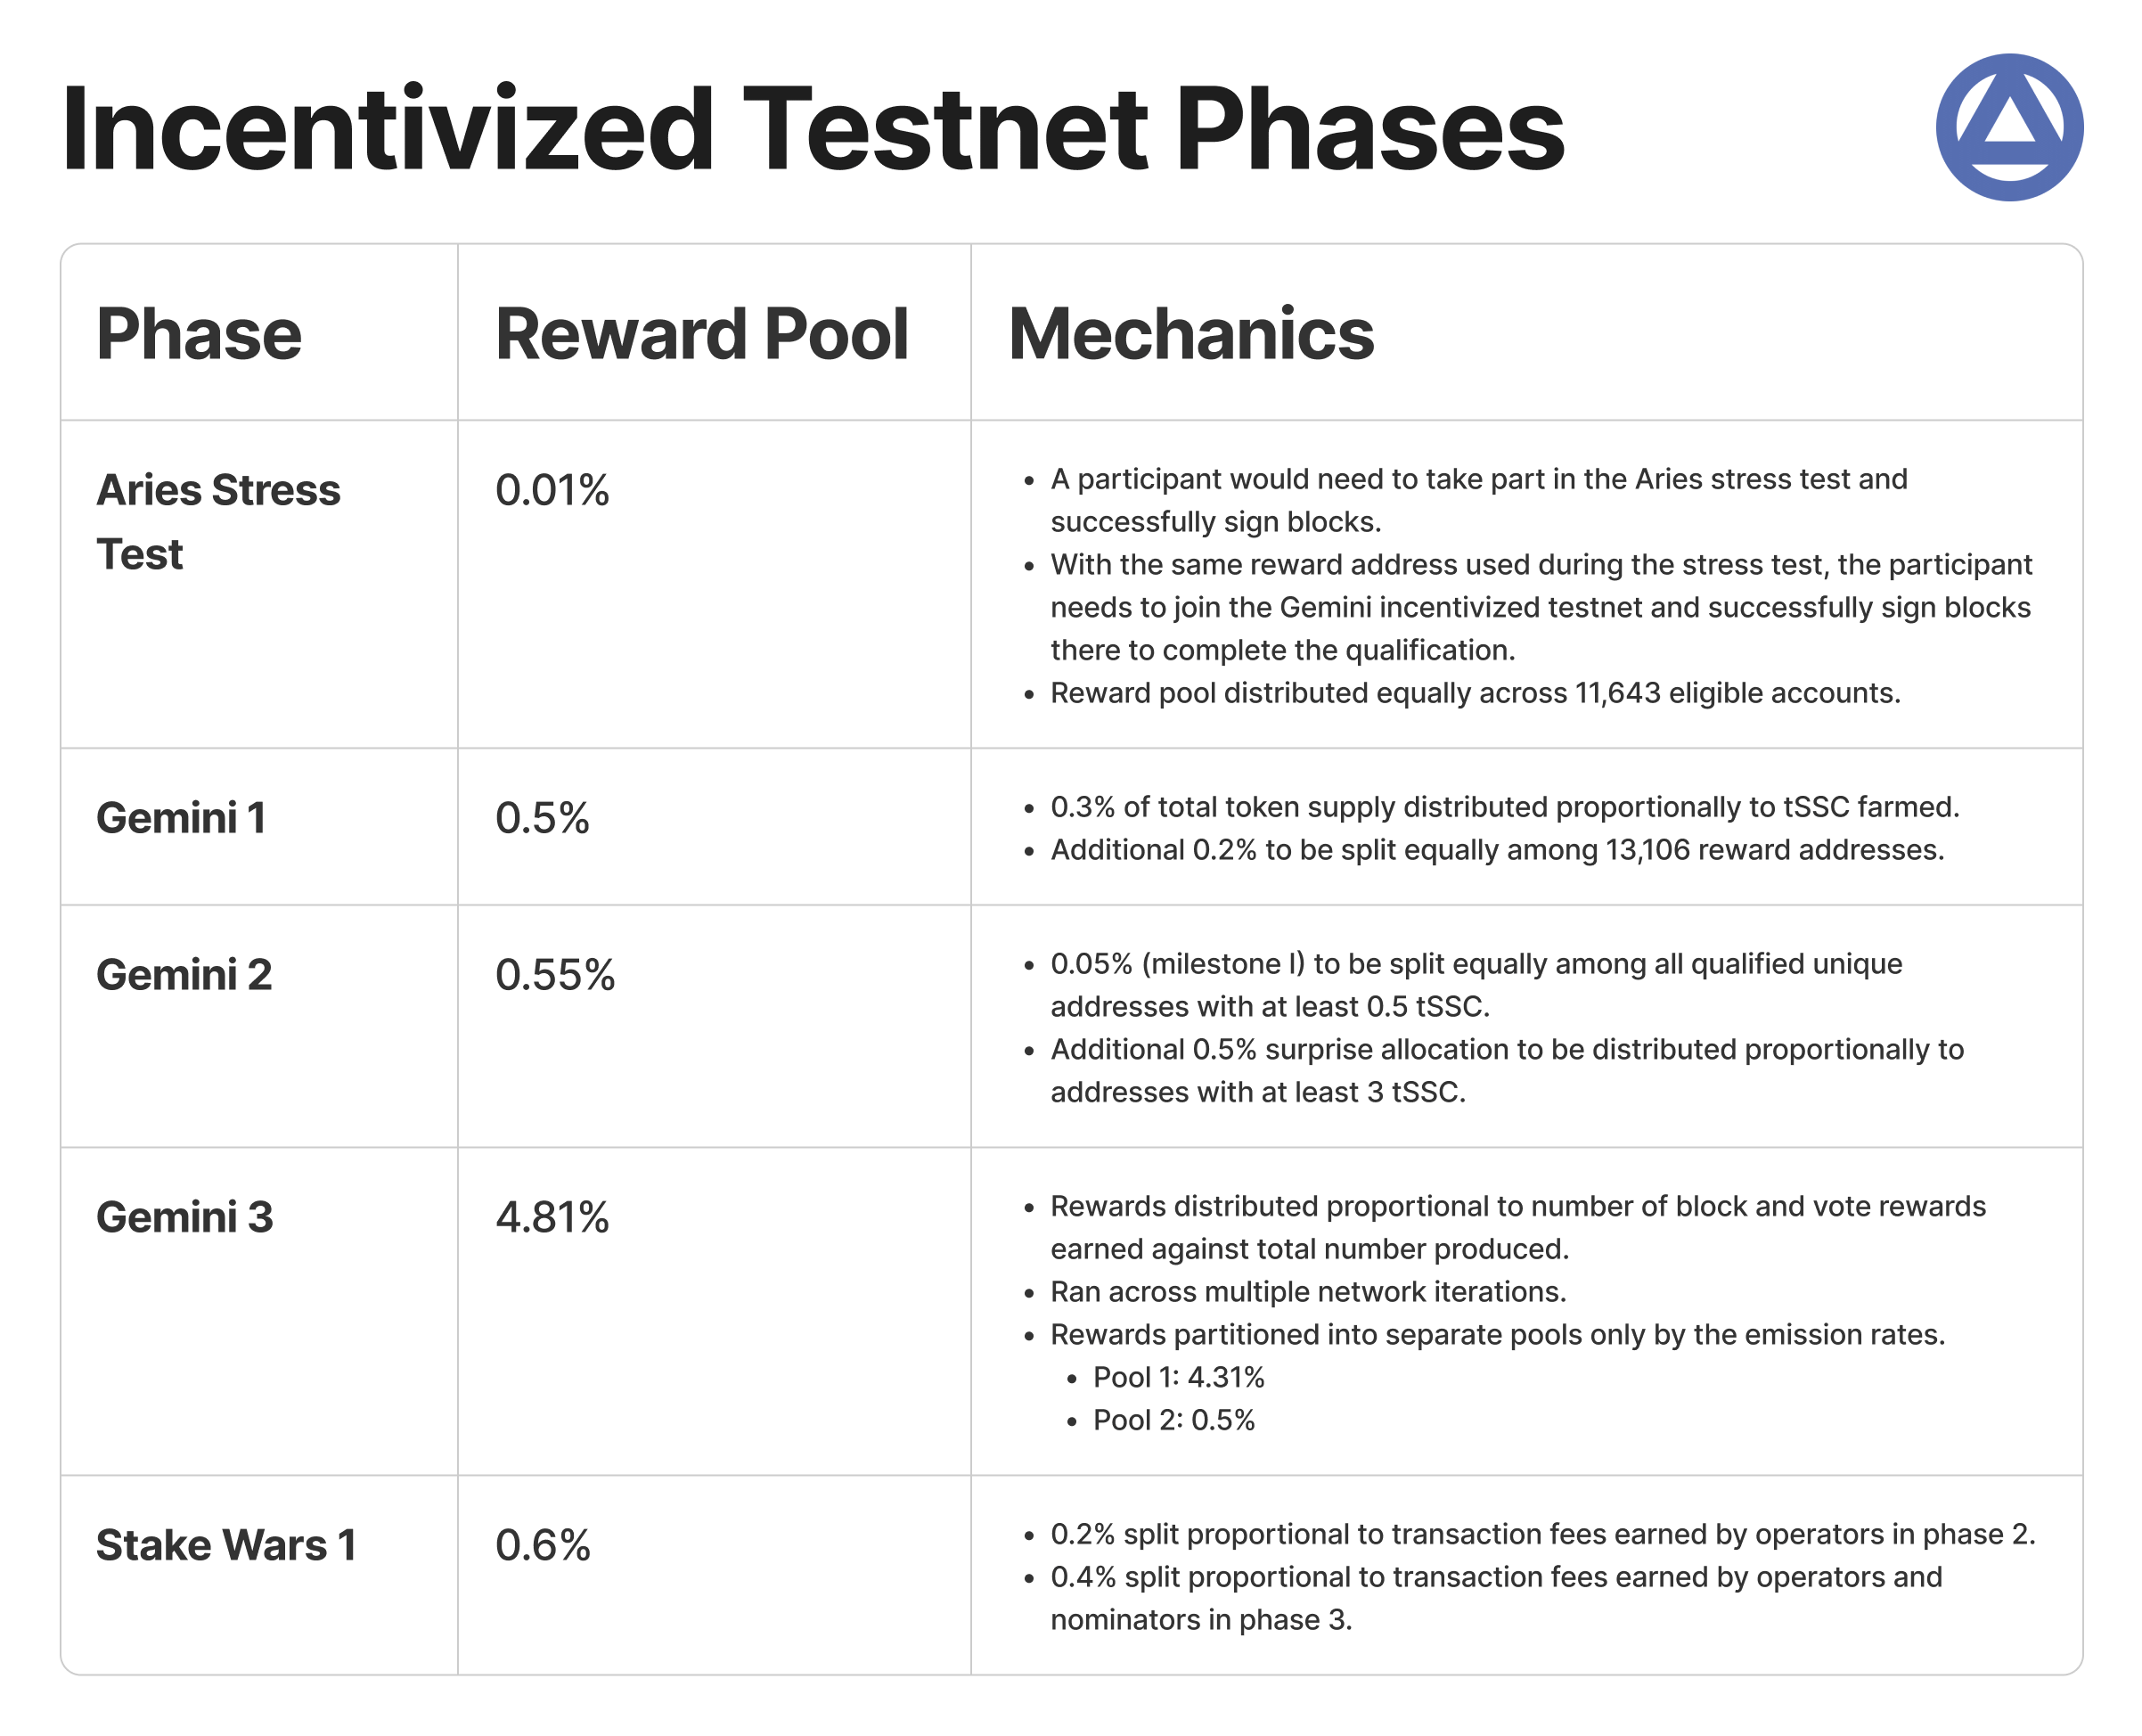 Incentivized Testnet Phases
Phase
Reward Pool
Mechanics
Aries Stress
Test
0.01%
• A participant would need to take part in the Aries stress test and
successfully sign blocks.
• With the same reward address used during the stress test, the participant
needs to join the Gemini incentivized testnet and successfully sign blocks
there to complete the qualification.
• Reward pool distributed equally across 11,643 eligible accounts.
Gemini 1
0.5%
• 0.3% of total token supply distributed proportionally to tSSC farmed.
• Additional 0.2% to be split equally among 13,106 reward addresses.
Gemini 2
0.55%
• 0.05% (milestone I) to be split equally among all qualified unique
addresses with at least 0.5 tSSC.
• Additional 0.5% surprise allocation to be distributed proportionally to
addresses with at least 3 tSSC.
Gemini 3
4.81%
• Rewards distributed proportional to number of block and vote rewards
earned against total number produced.
• Ran across multiple network iterations.
• Rewards partitioned into separate pools only by the emission rates.
• Pool 1: 4.31%
• Pool 2: 0.5%
Stake Wars 1
0.6%
• 0.2% split proportional to transaction fees earned by operators in phase 2.
• 0.4% split proportional to transaction fees earned by operators and
nominators in phase 3.